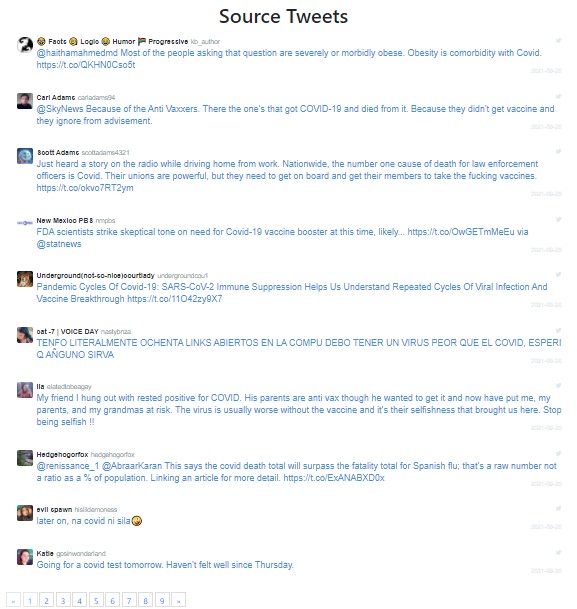 Source Tweets
Facts Logic Humor Progressive kb_author
@haithamahmedmd Most of the people asking that question are severely or morbidly obese. Obesity is comorbidity with Covid.
https://t.co/QKHN0Cso5t
2021-09-20
Carl Adams carladams94
@SkyNews Because of the Anti Vaxxers. There the one's that got COVID-19 and died from it. Because they didn't get vaccine and
they ignore from advisement.
2021-09-20
Scott Adams scottadams4321
Just heard a story on the radio while driving home from work. Nationwide, the number one cause of death for law enforcement
officers is Covid. Their unions are powerful, but they need to get on board and get their members to take the fucking vaccines.
https://t.co/okvo7RT2ym
2021-09-20
New Mexico PBS nmpbs
FDA scientists strike skeptical tone on need for Covid-19 vaccine booster at this time, likely... https://t.co/OwGETmMeEu via
@statnews
2021-09-20
Underground(not-so-nice)courtlady undergroundcou1
Pandemic Cycles Of Covid-19: SARS-CoV-2 Immune Suppression Helps Us Understand Repeated Cycles Of Viral Infection And
Vaccine Breakthrough https://t.co/11O42zy9X7
2021-09-20
cat -7 | VOICE DAY nastybnza
TENFO LITERALMENTE OCHENTA LINKS ABIERTOS EN LA COMPU DEBO TENER UN VIRUS PEOR QUE EL COVID, ESPERI
Q AÑGUNO SIRVA
2021-09-20
lia elatedtobeagay
My friend I hung out with rested positive for COVID. His parents are anti vax though he wanted to get it and now have put me, my
parents, and my grandmas at risk. The virus is usually worse without the vaccine and it's their selfishness that brought us here. Stop
being selfish !!
2021-09-20
Hedgehogorfox hedgehogorfox
@renissance_1 @AbraarKaran This says the covid death total will surpass the fatality total for Spanish flu; that's a raw number not
a ratio as a % of population. Linking an article for more detail. https://t.co/ExANABXD0x
2021-09-20
evil spawn hislildemoness
later on, na covid ni sila
2021-09-20
Katie gosinwonderland
Going for a covid test tomorrow. Haven't felt well since Thursday.
2021-09-20
« 1 2 3 4 5 6 7 8 9 »